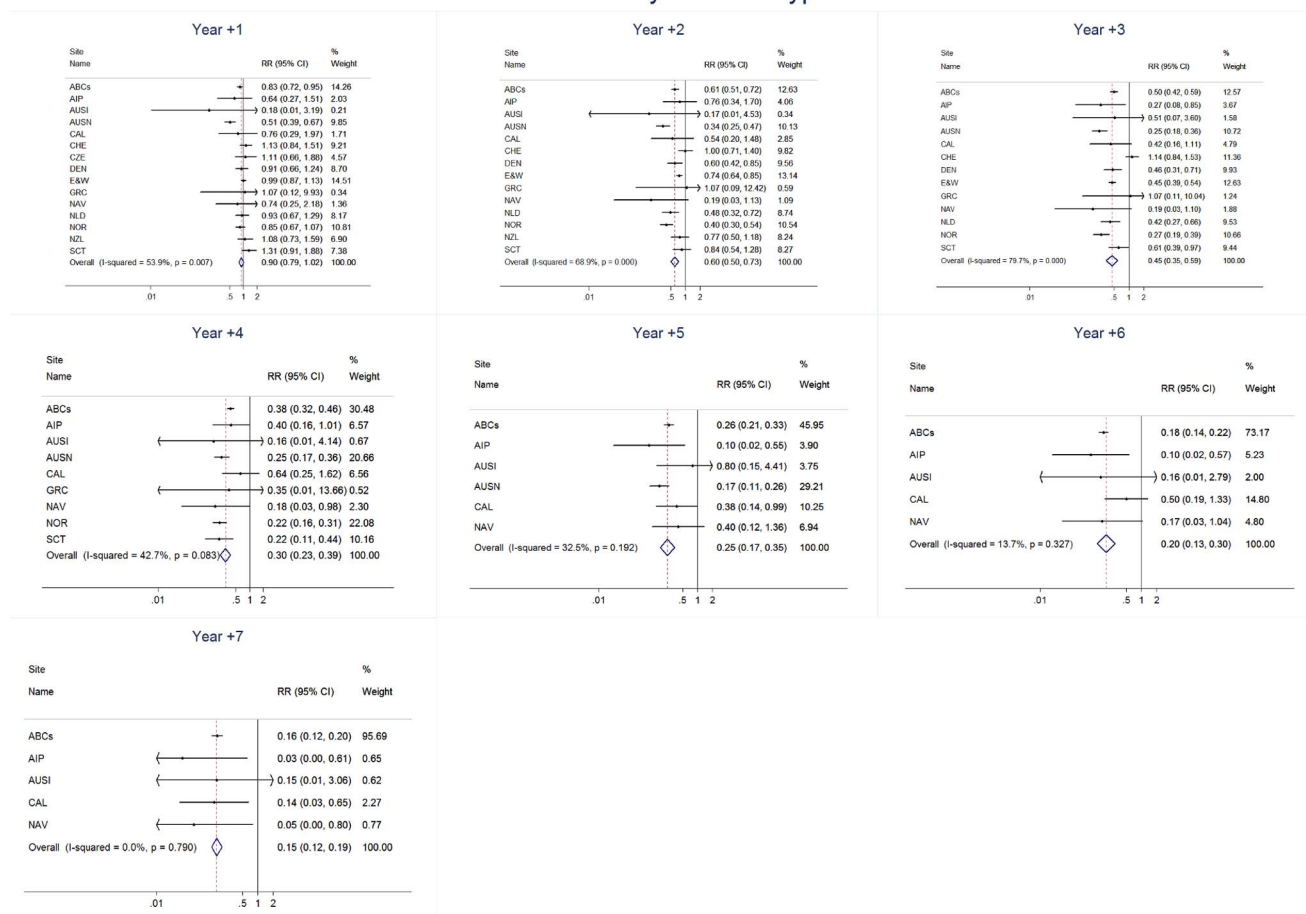 Year +1
Site %
Name RR (95% CI) Weight
ABCs 0.83 (0.72, 0.95) 14.26
AIP 0.64 (0.27, 1.51) 2.03
AUSI 0.18 (0.01, 3.19) 0.21
AUSN 0.51 (0.39, 0.67) 9.85
CAL 0.76 (0.29, 1.97) 1.71
CHE 1.13 (0.84, 1.51) 9.21
CZE 1.11 (0.66, 1.88) 4.57
DEN 0.91 (0.66, 1.24) 8.70
E&W 0.99 (0.87, 1.13) 14.51
GRC 1.07 (0.12, 9.93) 0.34
NAV 0.74 (0.25, 2.18) 1.36
NLD 0.93 (0.67, 1.29) 8.17
NOR 0.85 (0.67, 1.07) 10.81
NZL 1.08 (0.73, 1.59) 6.90
SCT 1.31 (0.91, 1.88) 7.38
Overall (I-squared = 53.9%, p = 0.007) 0.90 (0.79, 1.02) 100.00
.01 .5 1 2
Year +2
Site %
Name RR (95% CI) Weight
ABCs 0.61 (0.51, 0.72) 12.63
AIP 0.76 (0.34, 1.70) 4.06
AUSI 0.17 (0.01, 4.53) 0.34
AUSN 0.34 (0.25, 0.47) 10.13
CAL 0.54 (0.20, 1.48) 2.85
CHE 1.00 (0.71, 1.40) 9.82
DEN 0.60 (0.42, 0.85) 9.56
E&W 0.74 (0.64, 0.85) 13.14
GRC 1.07 (0.09, 12.42) 0.59
NAV 0.19 (0.03, 1.13) 1.09
NLD 0.48 (0.32, 0.72) 8.74
NOR 0.40 (0.30, 0.54) 10.54
NZL 0.77 (0.50, 1.18) 8.24
SCT 0.84 (0.54, 1.28) 8.27
Overall (I-squared = 68.9%, p = 0.000) 0.60 (0.50, 0.73) 100.00
.01 .5 1 2
Year +3
Site %
Name RR (95% CI) Weight
ABCs 0.50 (0.42, 0.59) 12.57
AIP 0.27 (0.08, 0.85) 3.67
AUSI 0.51 (0.07, 3.60) 1.58
AUSN 0.25 (0.18, 0.36) 10.72
CAL 0.42 (0.16, 1.11) 4.79
CHE 1.14 (0.84, 1.53) 11.36
DEN 0.46 (0.31, 0.71) 9.93
E&W 0.45 (0.39, 0.54) 12.63
GRC 1.07 (0.11, 10.04) 1.24
NAV 0.19 (0.03, 1.10) 1.88
NLD 0.42 (0.27, 0.66) 9.53
NOR 0.27 (0.19, 0.39) 10.66
SCT 0.61 (0.39, 0.97) 9.44
Overall (I-squared = 79.7%, p = 0.000) 0.45 (0.35, 0.59) 100.00
.01 .5 1 2
Year +4
Site %
Name RR (95% CI) Weight
ABCs 0.38 (0.32, 0.46) 30.48
AIP 0.40 (0.16, 1.01) 6.57
AUSI 0.16 (0.01, 4.14) 0.67
AUSN 0.25 (0.17, 0.36) 20.66
CAL 0.64 (0.25, 1.62) 6.56
GRC 0.35 (0.01, 13.66) 0.52
NAV 0.18 (0.03, 0.98) 2.30
NOR 0.22 (0.16, 0.31) 22.08
SCT 0.22 (0.11, 0.44) 10.16
Overall (I-squared = 42.7%, p = 0.083) 0.30 (0.23, 0.39) 100.00
.01 .5 1 2
Year +5
Site %
Name RR (95% CI) Weight
ABCs 0.26 (0.21, 0.33) 45.95
AIP 0.10 (0.02, 0.55) 3.90
AUSI 0.80 (0.15, 4.41) 3.75
AUSN 0.17 (0.11, 0.26) 29.21
CAL 0.38 (0.14, 0.99) 10.25
NAV 0.40 (0.12, 1.36) 6.94
Overall (I-squared = 32.5%, p = 0.192) 0.25 (0.17, 0.35) 100.00
.01 .5 1 2
Year +6
Site %
Name RR (95% CI) Weight
ABCs 0.18 (0.14, 0.22) 73.17
AIP 0.10 (0.02, 0.57) 5.23
AUSI 0.16 (0.01, 2.79) 2.00
CAL 0.50 (0.19, 1.33) 14.80
NAV 0.17 (0.03, 1.04) 4.80
Overall (I-squared = 13.7%, p = 0.327) 0.20 (0.13, 0.30) 100.00
.01 .5 1 2
Year +7
Site %
Name RR (95% CI) Weight
ABCs 0.16 (0.12, 0.20) 95.69
AIP 0.03 (0.00, 0.61) 0.65
AUSI 0.15 (0.01, 3.06) 0.62
CAL 0.14 (0.03, 0.65) 2.27
NAV 0.05 (0.00, 0.80) 0.77
Overall (I-squared = 0.0%, p = 0.790) 0.15 (0.12, 0.19) 100.00
.01 .5 1 2